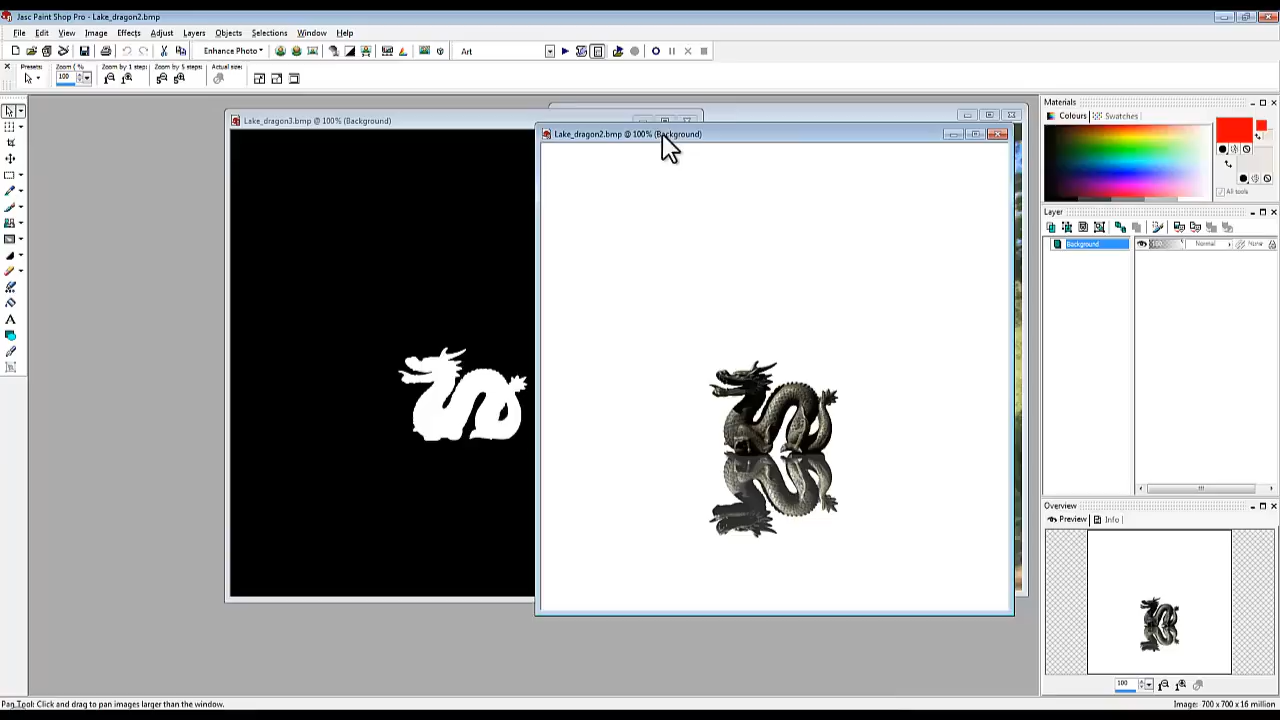 Jasc Paint Shop Pro - Lake_dragon2.bmp
File Edit View Image Effects Adjust Layers Objects Selections Window Help
Enhance Photo
Art
Presets: Zoom (% Zoom by 1 step: Zoom by 5 steps: Actual size:
100
Lake_dragon3.bmp @ 100% (Background)
Lake_dragon2.bmp @ 100% (Background)
Materials
Colours Swatches
All tools
Layer
Background 100 Normal None
Overview
Preview Info
100
Pan Tool: Click and drag to pan images larger than the window.
Image: 700 x 700 x 16 million